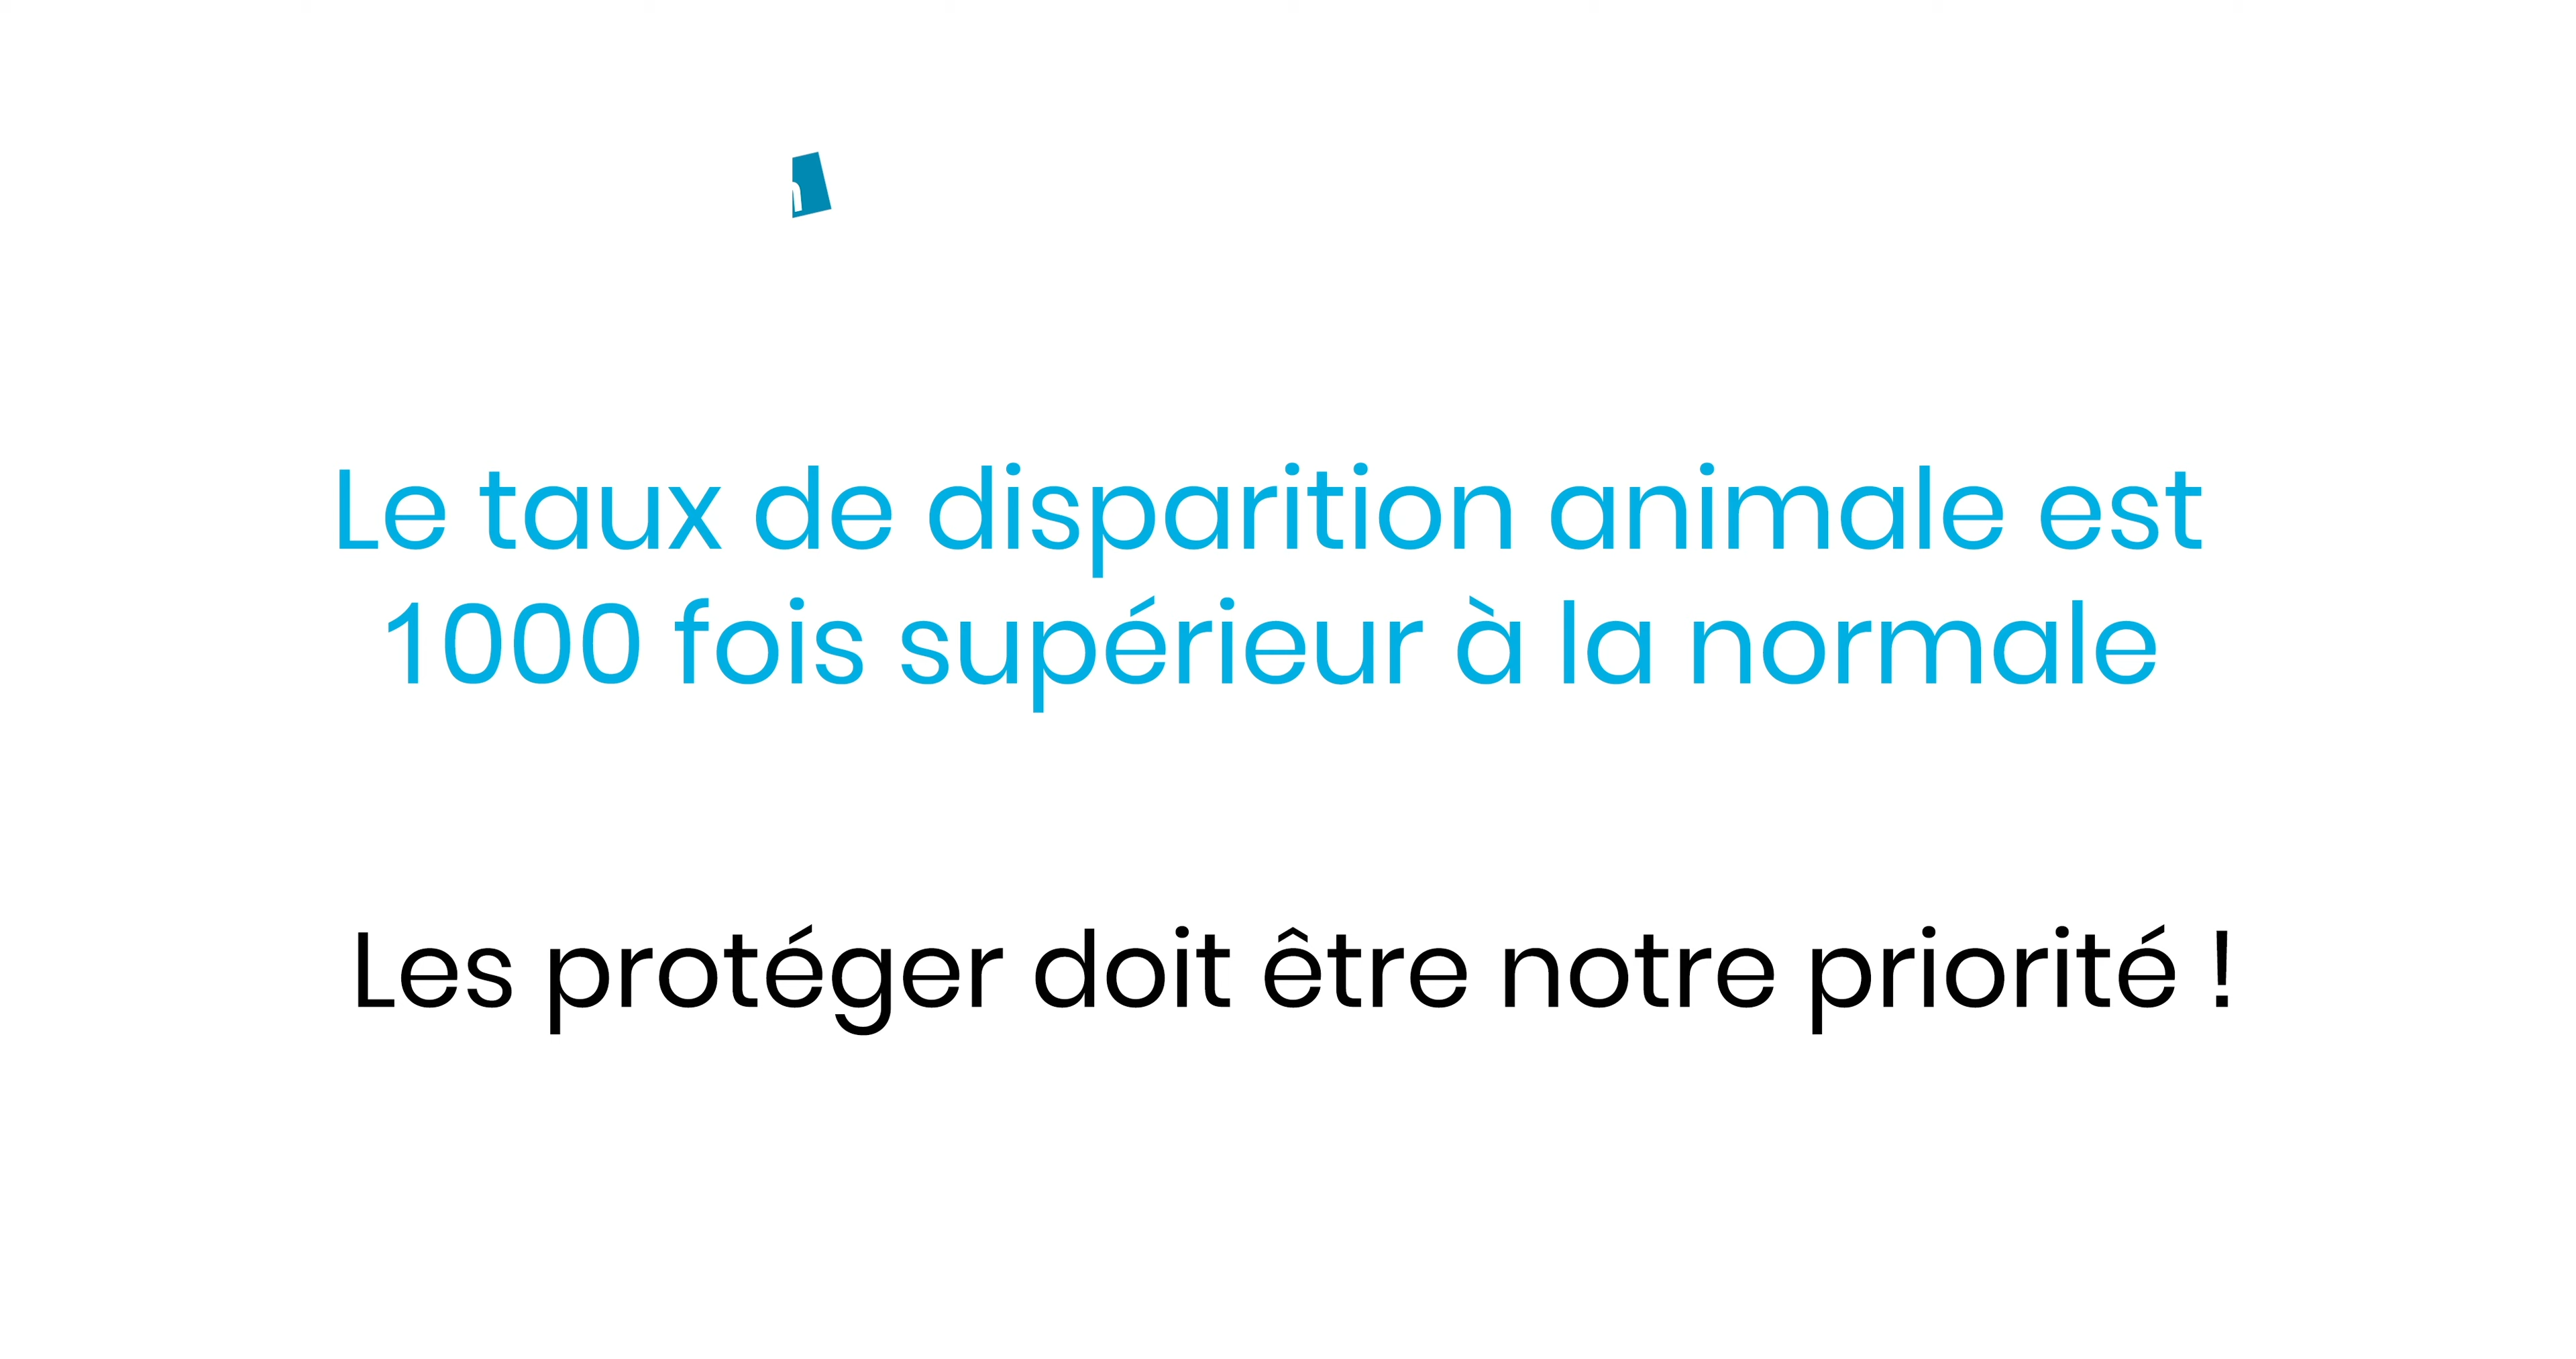 Le taux de disparition animale est
1000 fois supérieur à la normale
Les protéger doit être notre priorité !